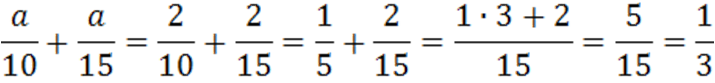 a/10 + a/15 = 2/10 + 2/15 = 1/5 + 2/15 = (1 · 3 + 2)/15 = 5/15 = 1/3